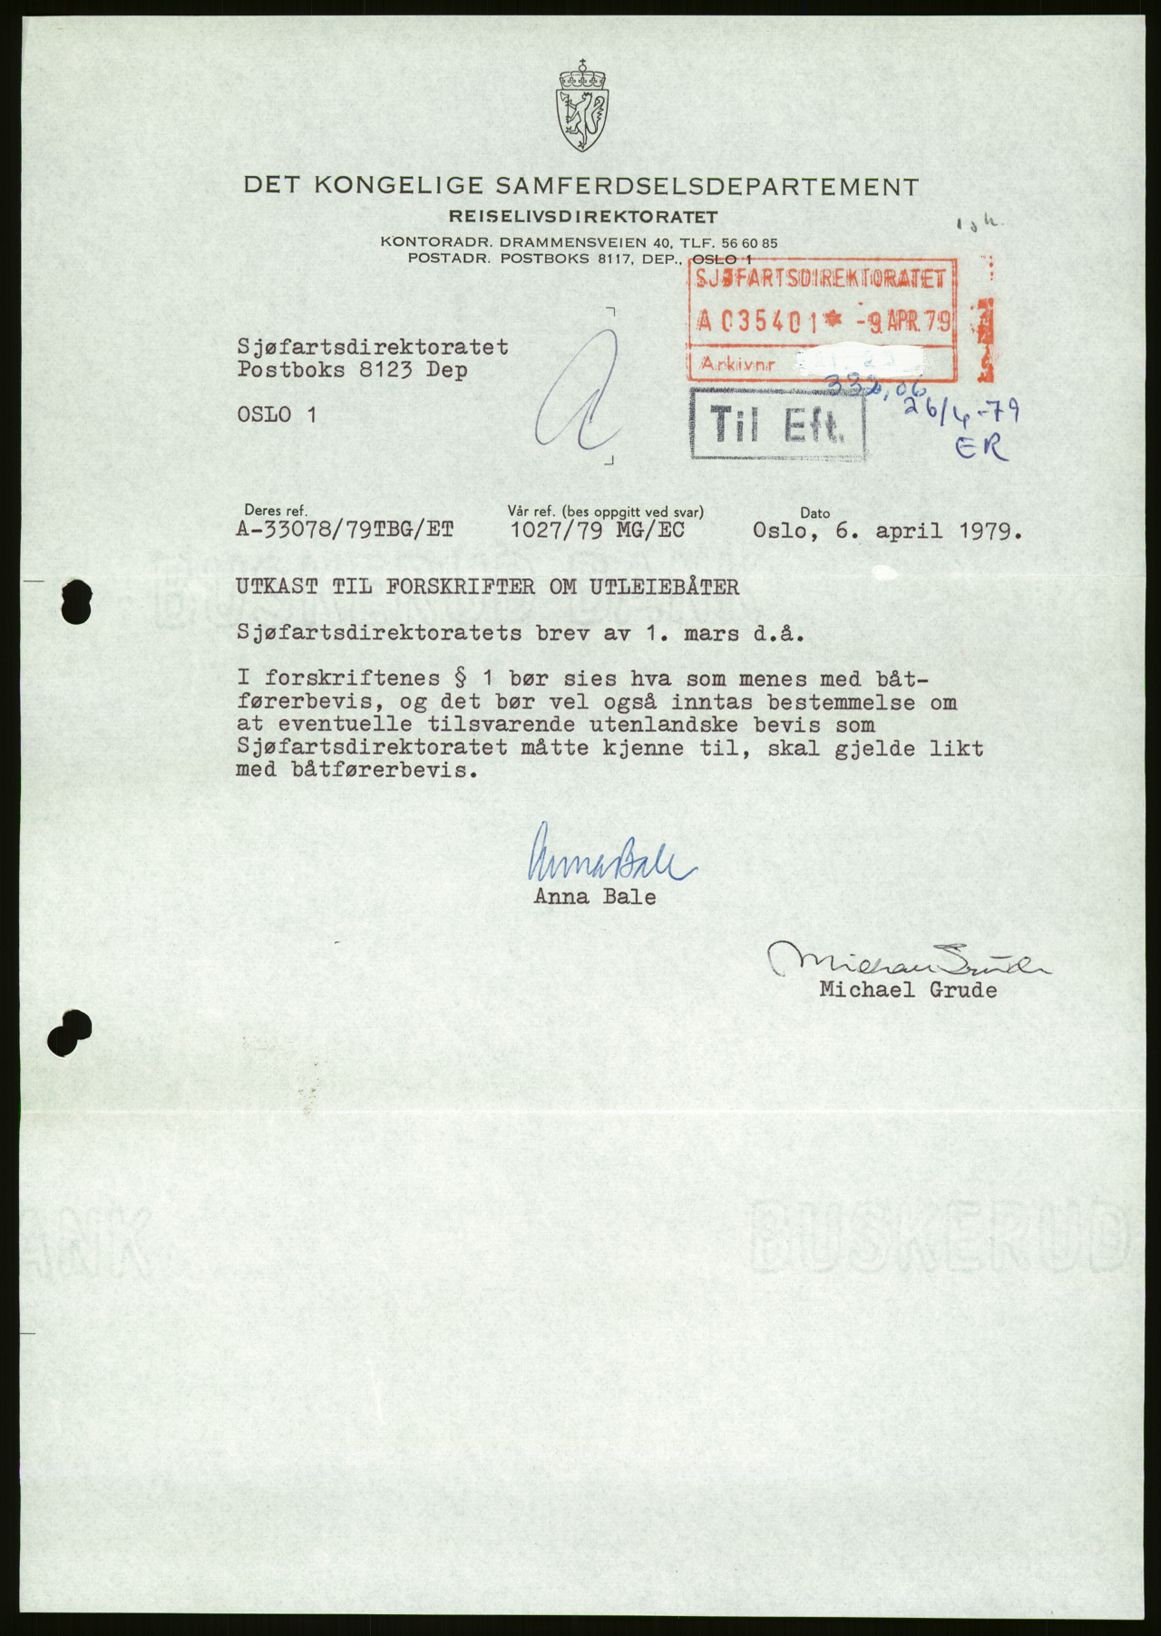 DET KONGELIGE SAMFERDSELSDEPARTEMENT
REISELIVSDIREKTORATET
KONTORADR. DRAMMENSVEIEN 40, TLF. 56 60 85
POSTADR. POSTBOKS 8117, DEP., OSLO 1
SJØFARTSDIREKTORATET
A 035401* -9 APR. 79
Arkivnr
332,06
26/4-79
ER
Til Eft.
Sjøfartsdirektoratet
Postboks 8123 Dep
OSLO 1
Deres ref. Vår ref. (bes oppgitt ved svar) Dato
A-33078/79TBG/ET 1027/79 MG/EC Oslo, 6. april 1979.
UTKAST TIL FORSKRIFTER OM UTLEIEBÅTER
Sjøfartsdirektoratets brev av 1. mars d.å.
I forskriftenes § 1 bør sies hva som menes med båt-
førerbevis, og det bør vel også inntas bestemmelse om
at eventuelle tilsvarende utenlandske bevis som
Sjøfartsdirektoratet måtte kjenne til, skal gjelde likt
med båtførerbevis.
Anna Bale
Anna Bale
Michael Grude
Michael Grude
BUSKERUD